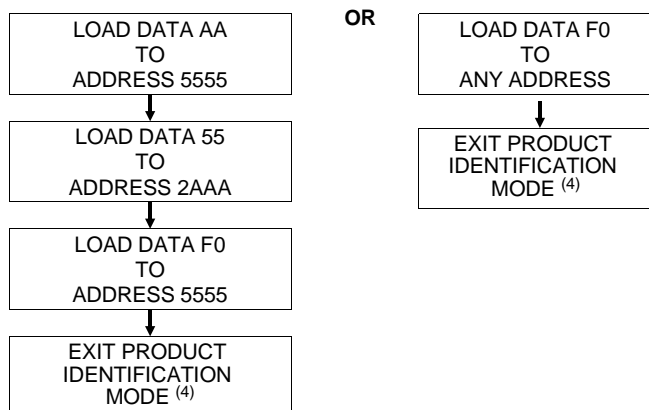 LOAD DATA AA
TO
ADDRESS 5555
LOAD DATA 55
TO
ADDRESS 2AAA
LOAD DATA F0
TO
ADDRESS 5555
EXIT PRODUCT
IDENTIFICATION
MODE (4)
OR
LOAD DATA F0
TO
ANY ADDRESS
EXIT PRODUCT
IDENTIFICATION
MODE (4)